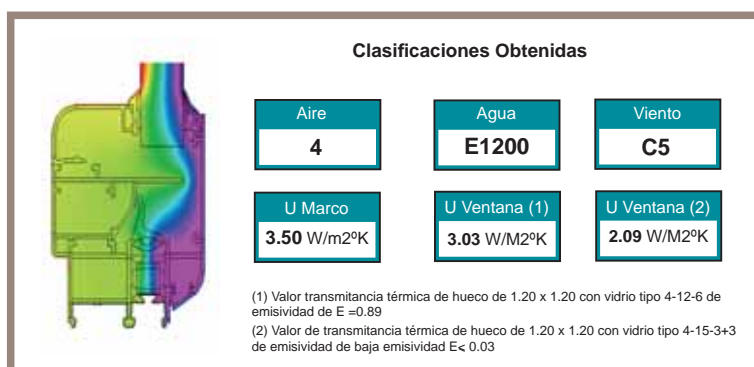 Clasificaciones Obtenidas
Aire
4
Agua
E1200
Viento
C5
U Marco
3.50 W/m2ºK
U Ventana (1)
3.03 W/M2ºK
U Ventana (2)
2.09 W/M2ºK
(1) Valor transmitancia térmica de hueco de 1.20 x 1.20 con vidrio tipo 4-12-6 de
emisividad de E =0.89
(2) Valor de transmitancia térmica de hueco de 1.20 x 1.20 con vidrio tipo 4-15-3+3
de emisividad de baja emisividad E⩽ 0.03